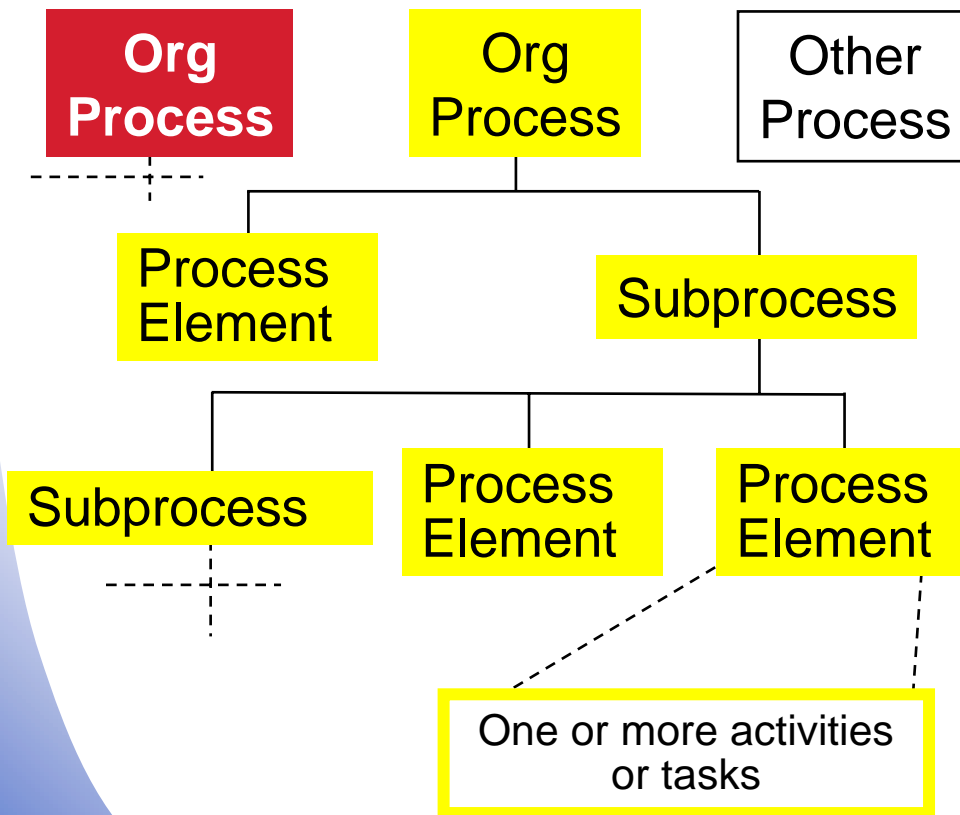 Org
Process
Org
Process
Other
Process
Process
Element
Subprocess
Subprocess
Process
Element
Process
Element
One or more activities
or tasks